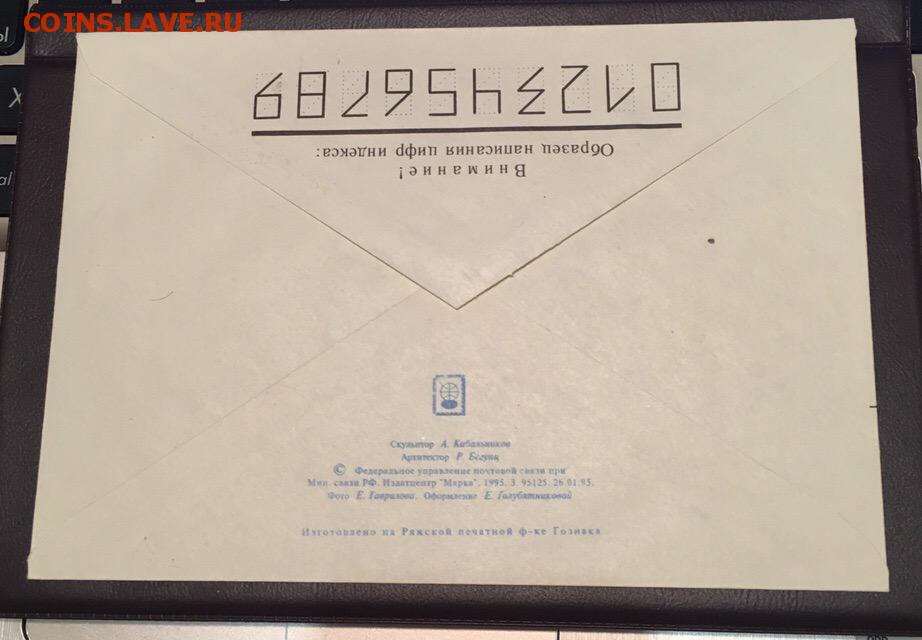 COINS.LAVE.RU
Внимание!
Образец написания цифр индекса:
0123456789
Скульптор А. Кибальников
Архитектор Р. Бегунц
© Федеральное управление почтовой связи при
Мин. связи РФ. Издатцентр "Марка". 1995. З. 95125. 26.01.95.
Фото Е. Гаврилова. Оформление Е. Голубятниковой
Изготовлено на Ряжской печатной ф-ке Гознака